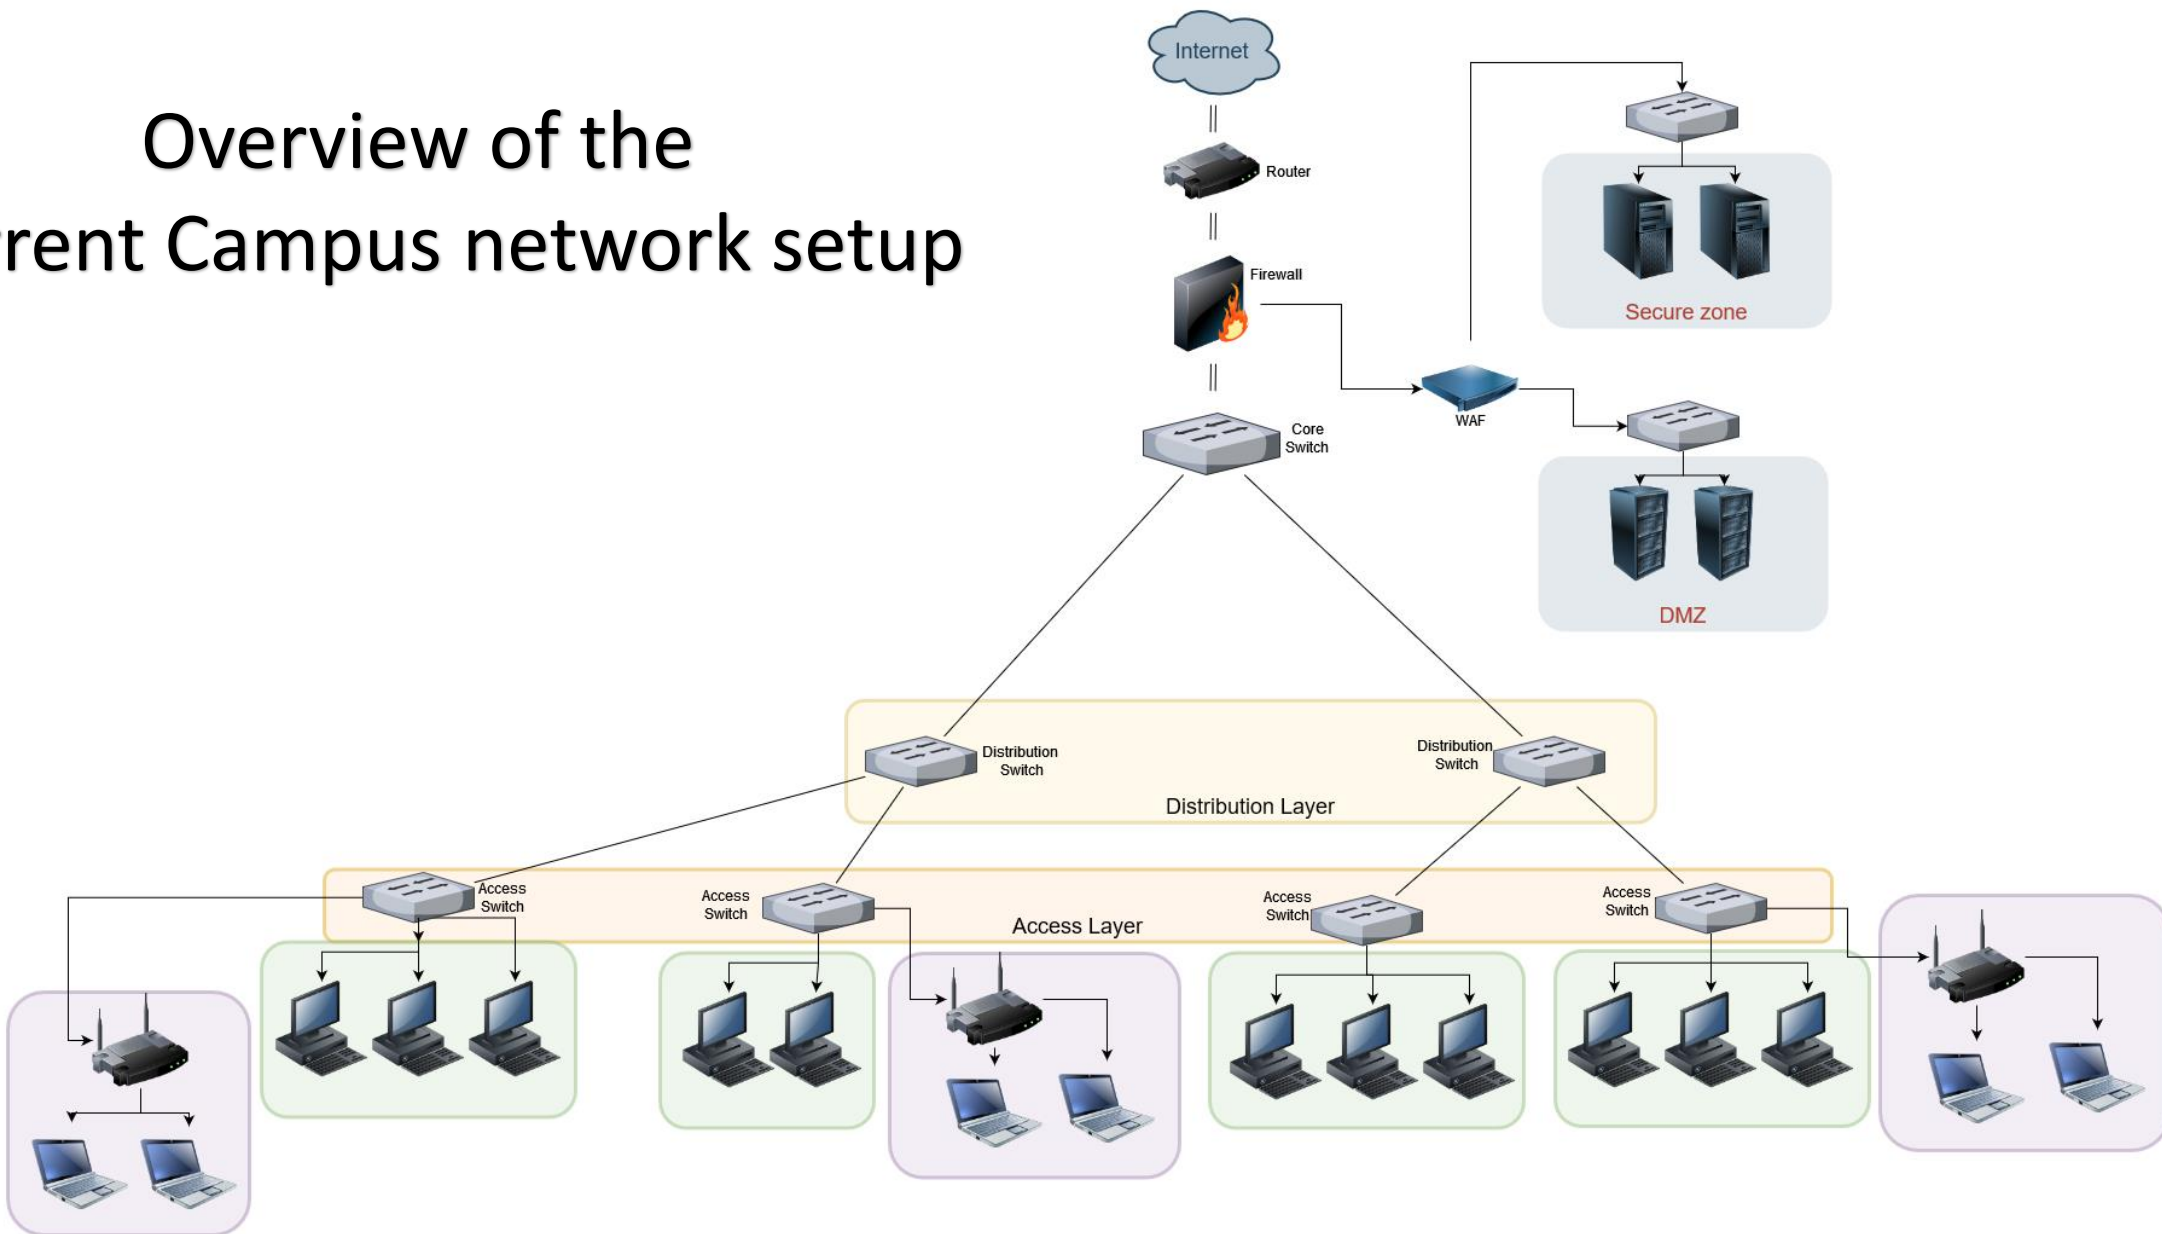 Overview of the
rrent Campus network setup
Internet
Router
Firewall
Secure zone
WAF
Core
Switch
DMZ
Distribution
Switch
Distribution
Switch
Distribution Layer
Access
Switch
Access
Switch
Access
Switch
Access
Switch
Access Layer